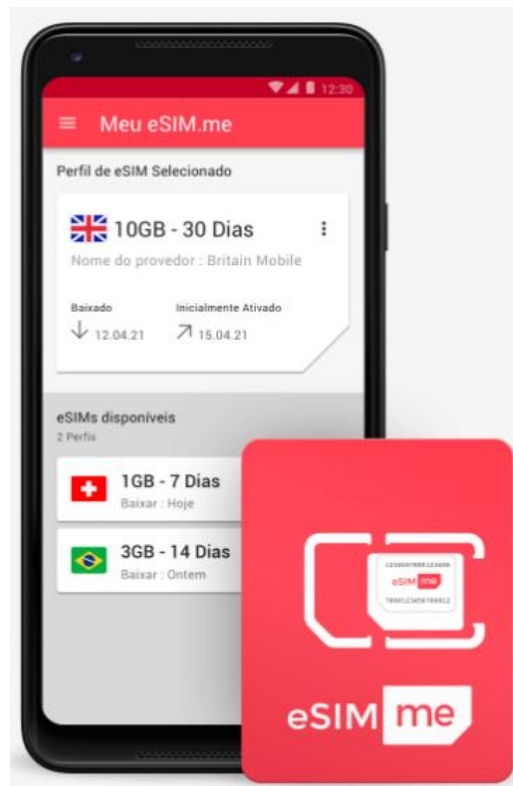 12:30
Meu eSIM.me
Perfil de eSIM Selecionado
10GB - 30 Dias
Nome do provedor : Britain Mobile
Baixado
Inicialmente Ativado
12.04.21
15.04.21
eSIMs disponíveis
2 Perfis
1GB - 7 Dias
Baixar : Hoje
3GB - 14 Dias
Baixar : Ontem
eSIM me
eSIM me